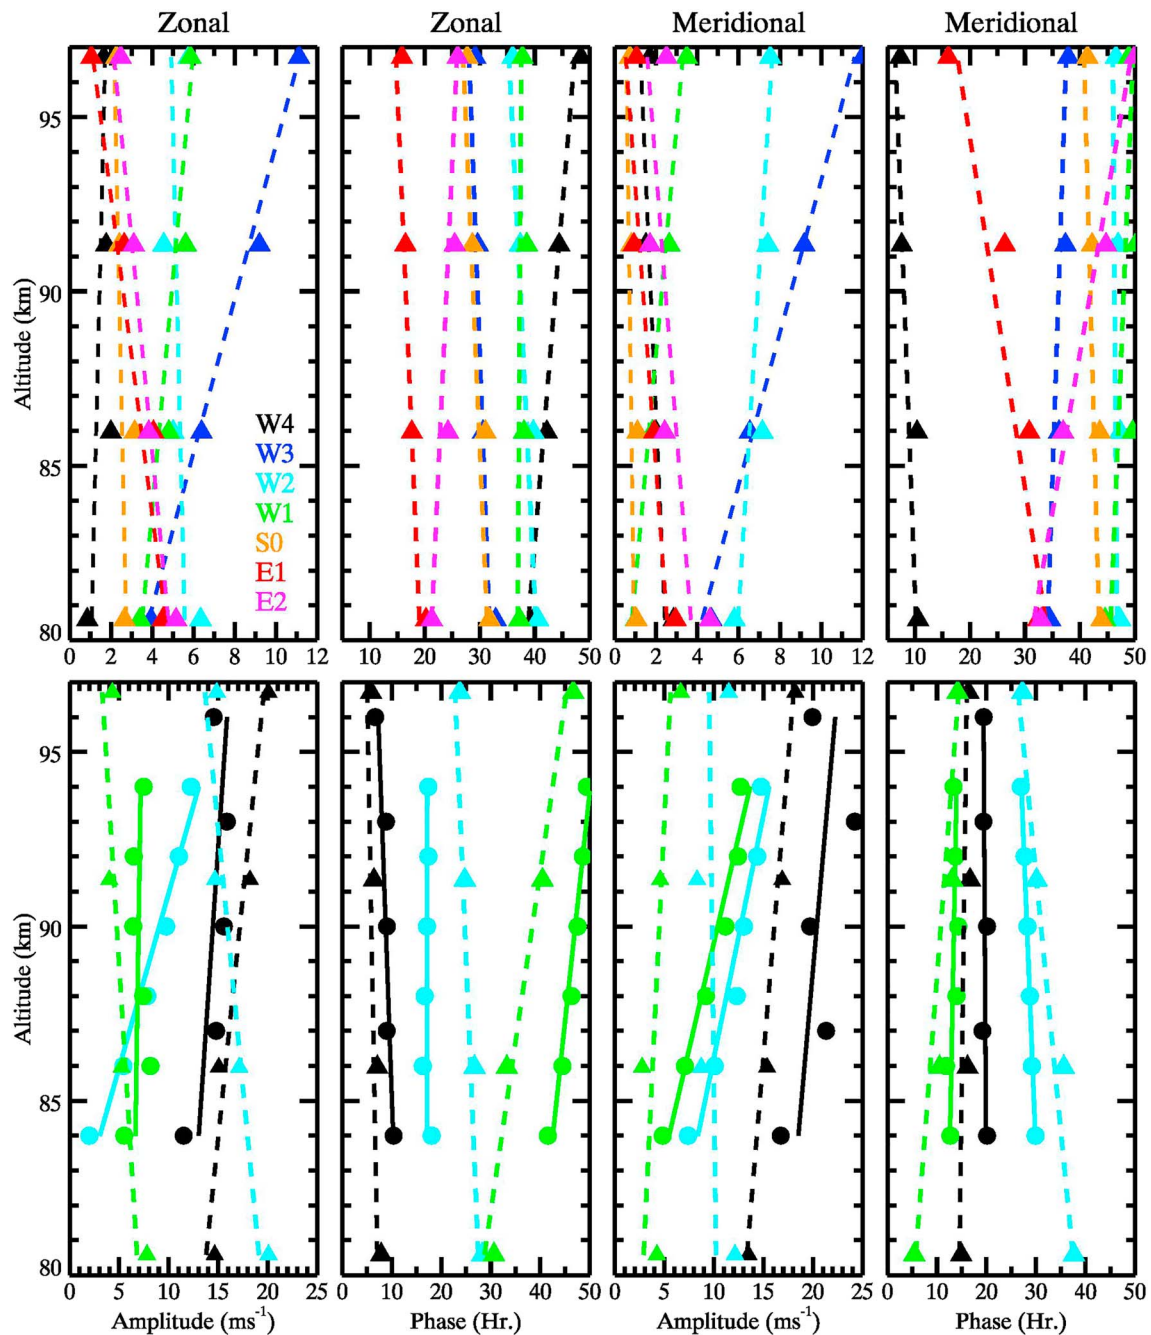 Zonal Zonal Meridional Meridional
95
90
85
80
Altitude (km)
W4
W3
W2
W1
S0
E1
E2
0 2 4 6 8 10 12 10 20 30 40 50 0 2 4 6 8 10 12 10 20 30 40 50
95
90
85
80
Altitude (km)
0 5 10 15 20 25 0 10 20 30 40 50 0 5 10 15 20 25 0 10 20 30 40 50
Amplitude (ms-1) Phase (Hr.) Amplitude (ms-1) Phase (Hr.)